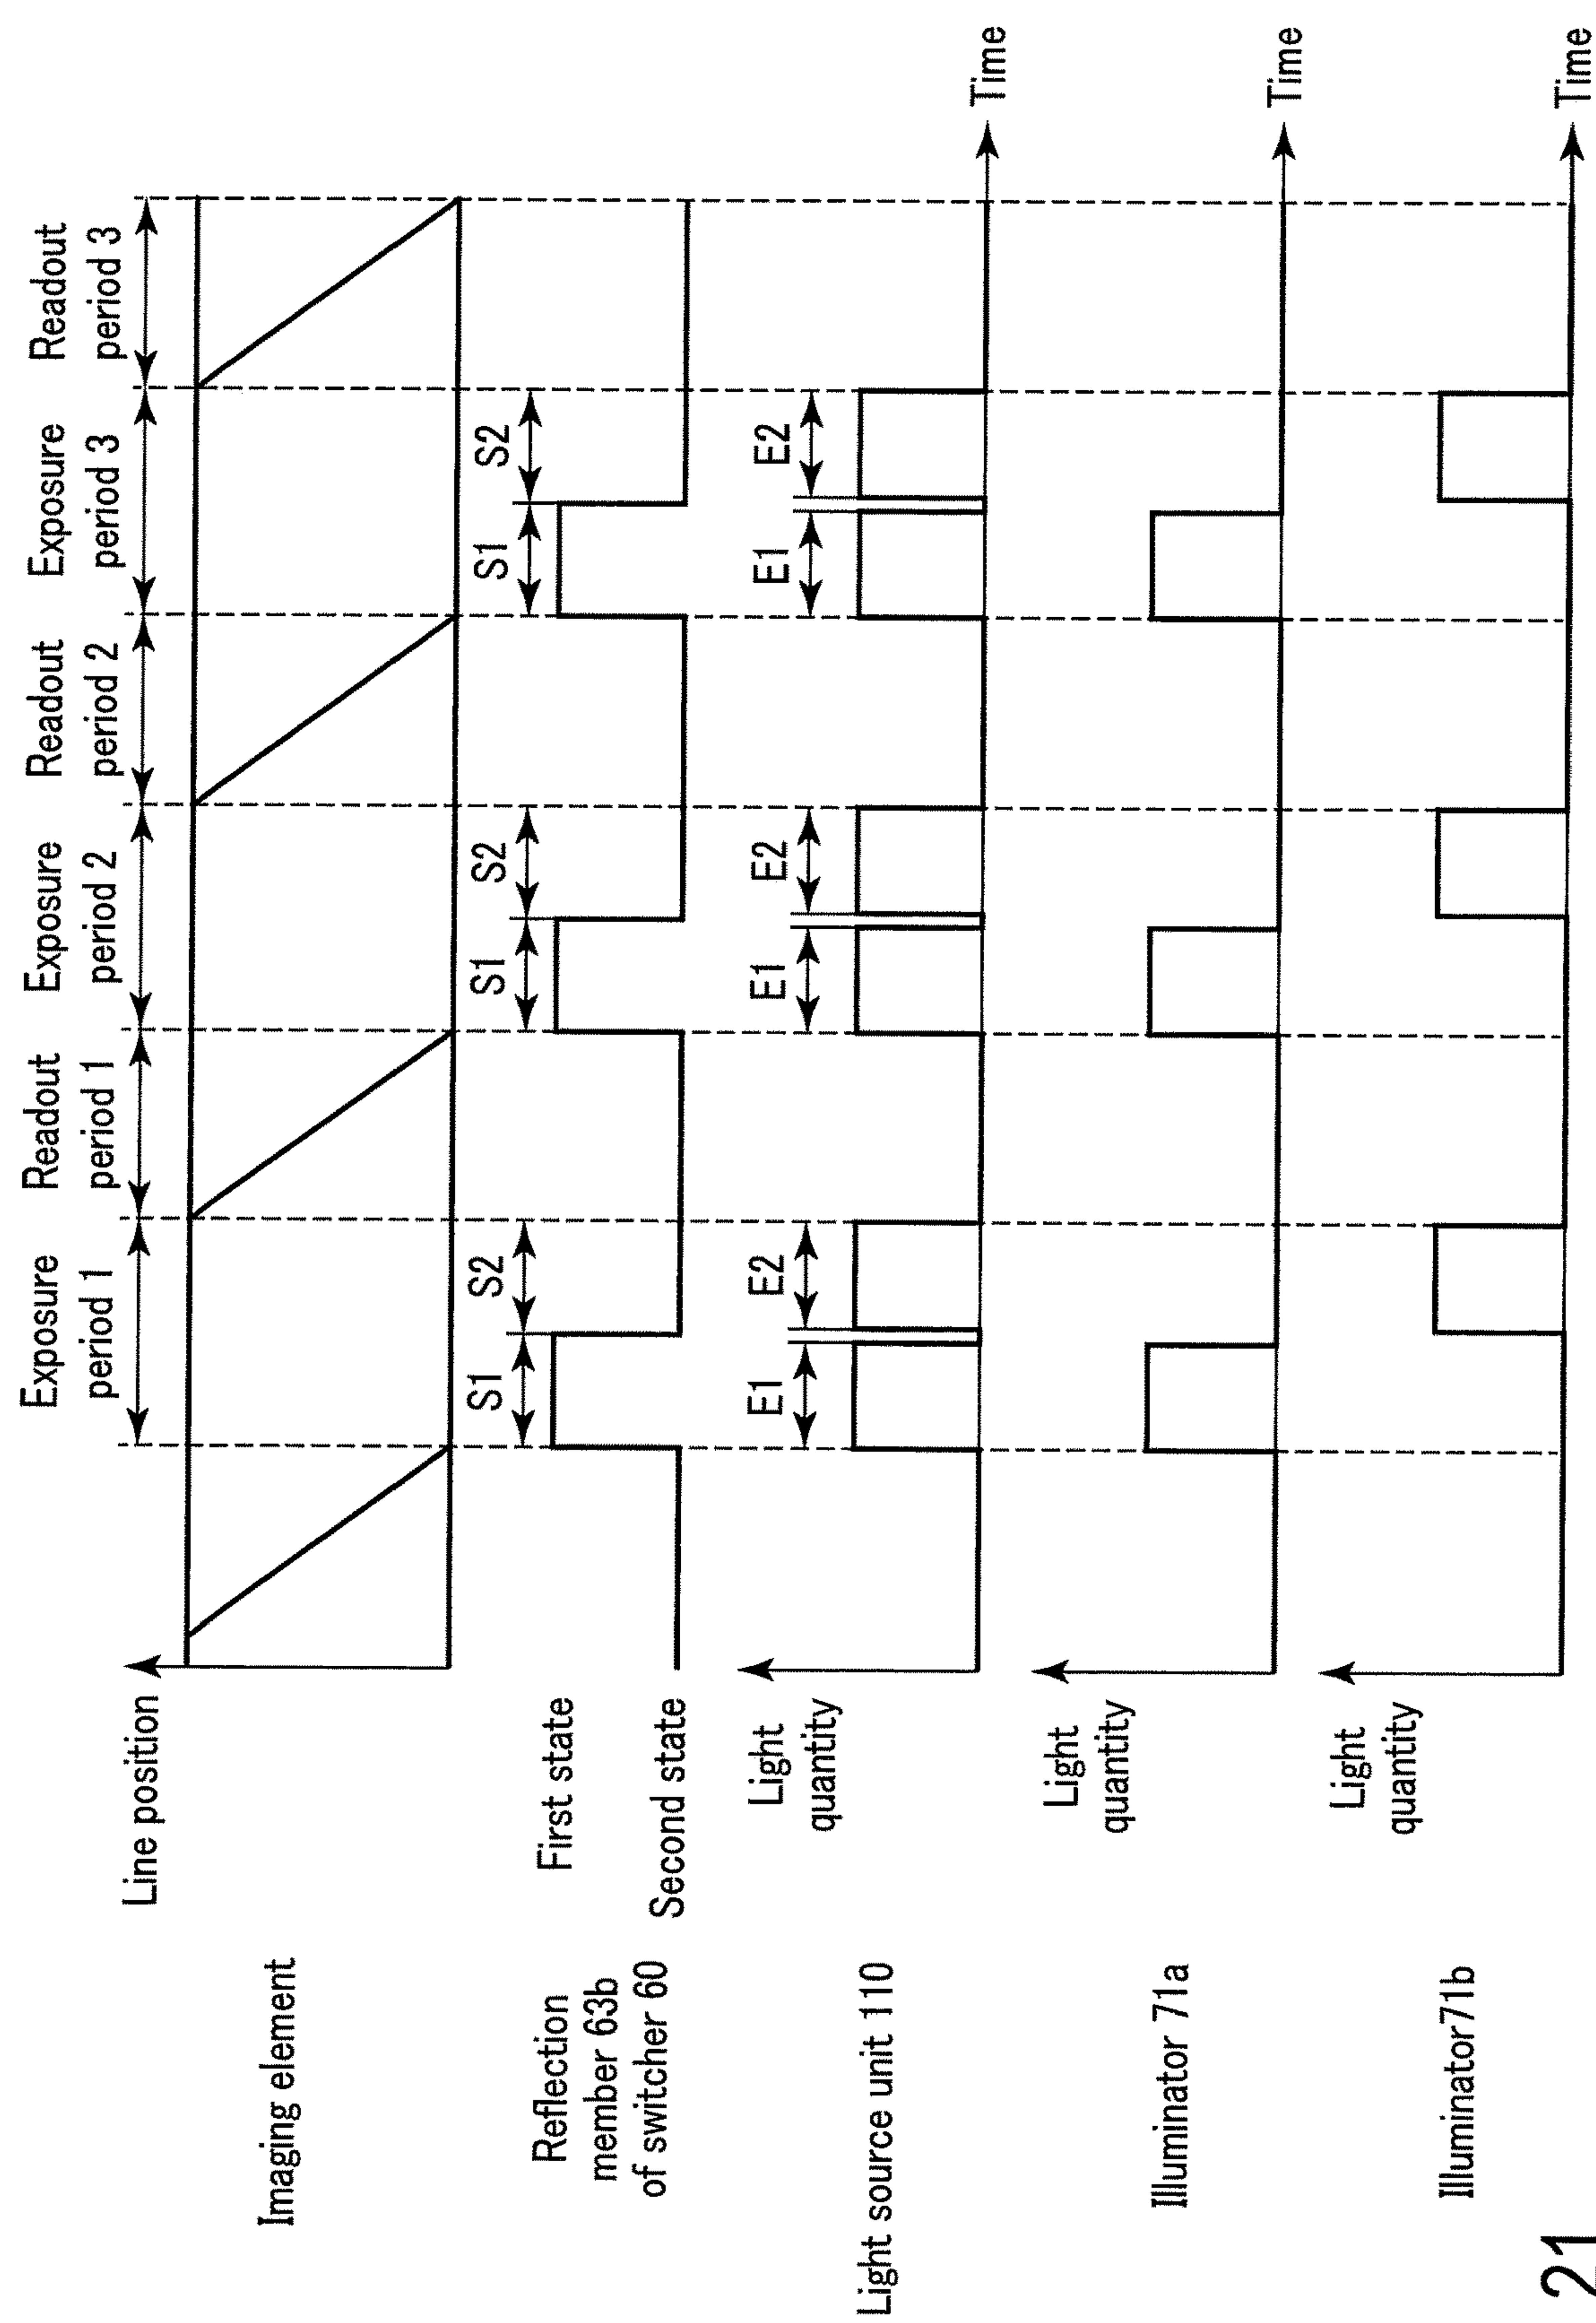 Exposure
period 1
Readout
period 1
Exposure
period 2
Readout
period 2
Exposure
period 3
Readout
period 3
Line position
Imaging element
S1
S2
S1
S2
S1
S2
First state
Second state
Reflection
member 63b
of switcher 60
E1
E2
E1
E2
E1
E2
Light
quantity
Time
Light source unit 110
Light
quantity
Time
Illuminator 71a
Light
quantity
Time
Illuminator71b
21